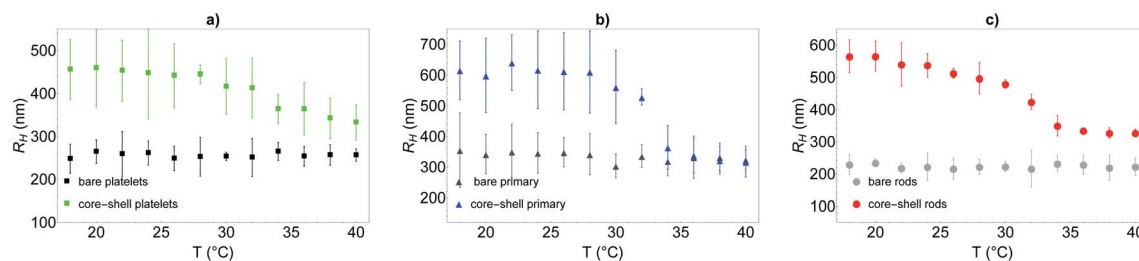 a)
500
400
300
200
100
R_H (nm)
bare platelets
core-shell platelets
20 25 30 35 40
T (°C)
b)
700
600
500
400
300
200
R_H (nm)
bare primary
core-shell primary
20 25 30 35 40
T (°C)
c)
600
500
400
300
200
100
R_H (nm)
bare rods
core-shell rods
20 25 30 35 40
T (°C)